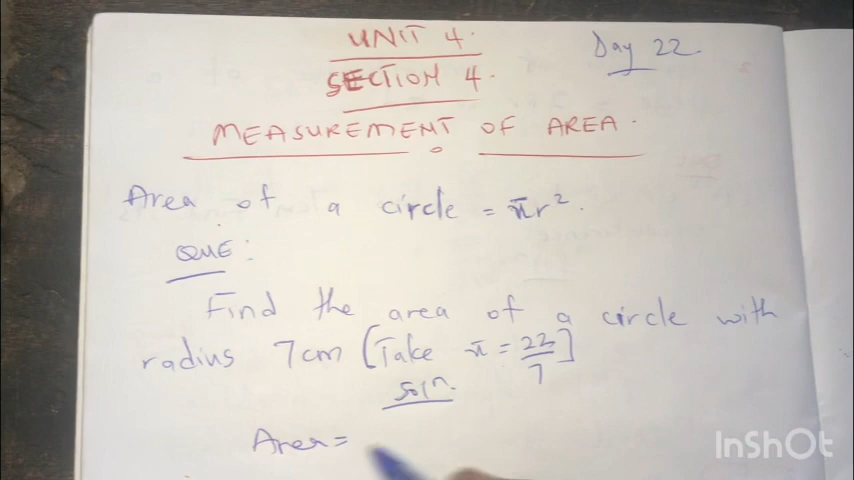 UNIT 4.
Day 22.
SECTION 4.
MEASUREMENT OF AREA.
Area of a circle = πr².
QUE:
Find the area of a circle with
radius 7cm [Take π = 22/7]
Soln.
Area=
InShOt